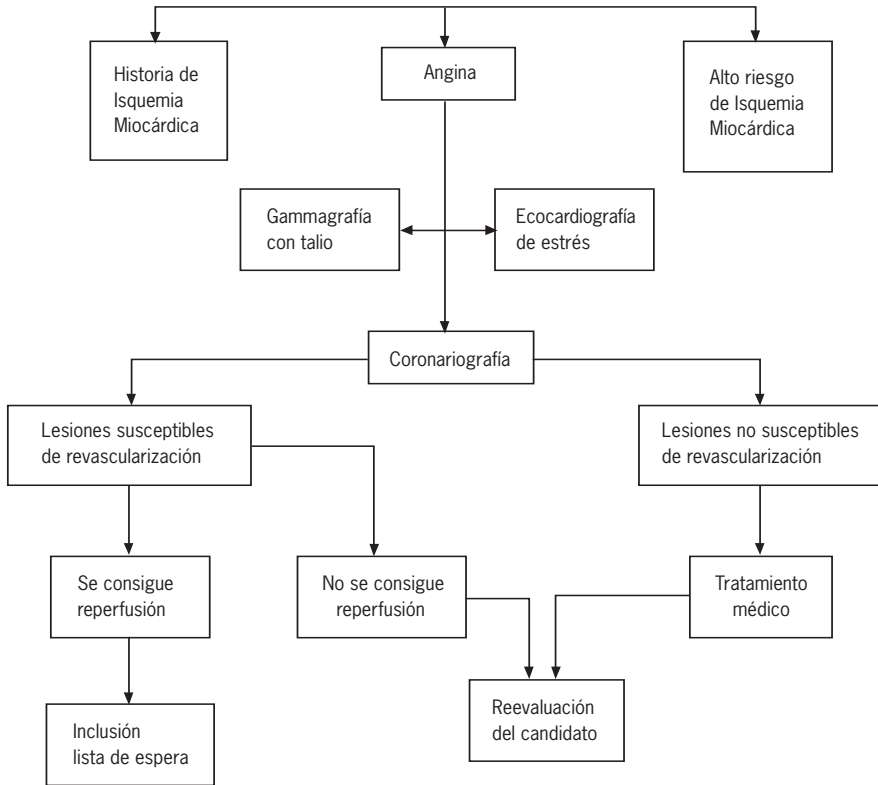 Historia de
Isquemia
Miocárdica
Angina
Alto riesgo
de Isquemia
Miocárdica
Gammagrafía
con talio
Ecocardiografía
de estrés
Coronariografía
Lesiones susceptibles
de revascularización
Lesiones no susceptibles
de revascularización
Se consigue
reperfusión
No se consigue
reperfusión
Tratamiento
médico
Inclusión
lista de espera
Reevaluación
del candidato